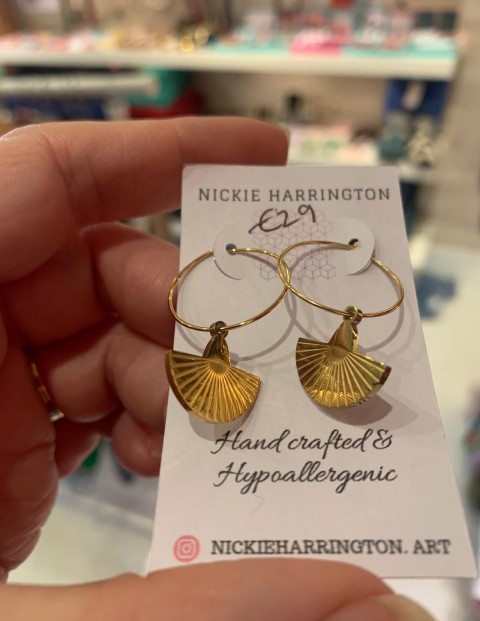 NICKIE HARRINGTON
€29
Hand crafted &
Hypoallergenic
NICKIEHARRINGTON. ART